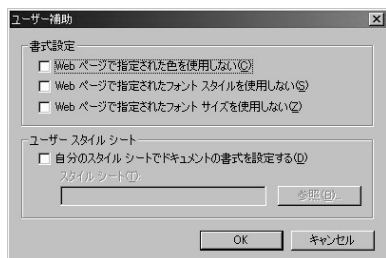 ユーザー補助
書式設定
Web ページで指定された色を使用しない(C)
Web ページで指定されたフォント スタイルを使用しない(S)
Web ページで指定されたフォント サイズを使用しない(Z)
ユーザー スタイル シート
自分のスタイル シートでドキュメントの書式を設定する(D)
スタイル シート(T):
参照(B)...
OK キャンセル